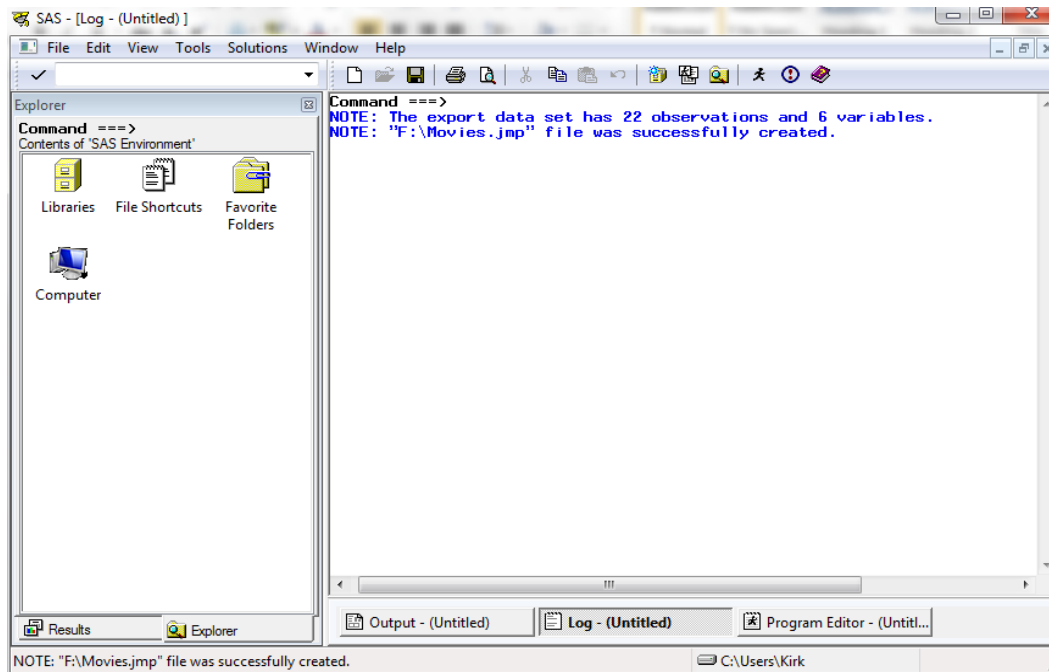 SAS - [Log - (Untitled) ]
File Edit View Tools Solutions Window Help
Explorer
Command ===>
Contents of 'SAS Environment'
Libraries
File Shortcuts
Favorite
Folders
Computer
Results
Explorer
Command ===>
NOTE: The export data set has 22 observations and 6 variables.
NOTE: "F:\Movies.jmp" file was successfully created.
Output - (Untitled)
Log - (Untitled)
Program Editor - (Untitl...
NOTE: "F:\Movies.jmp" file was successfully created.
C:\Users\Kirk